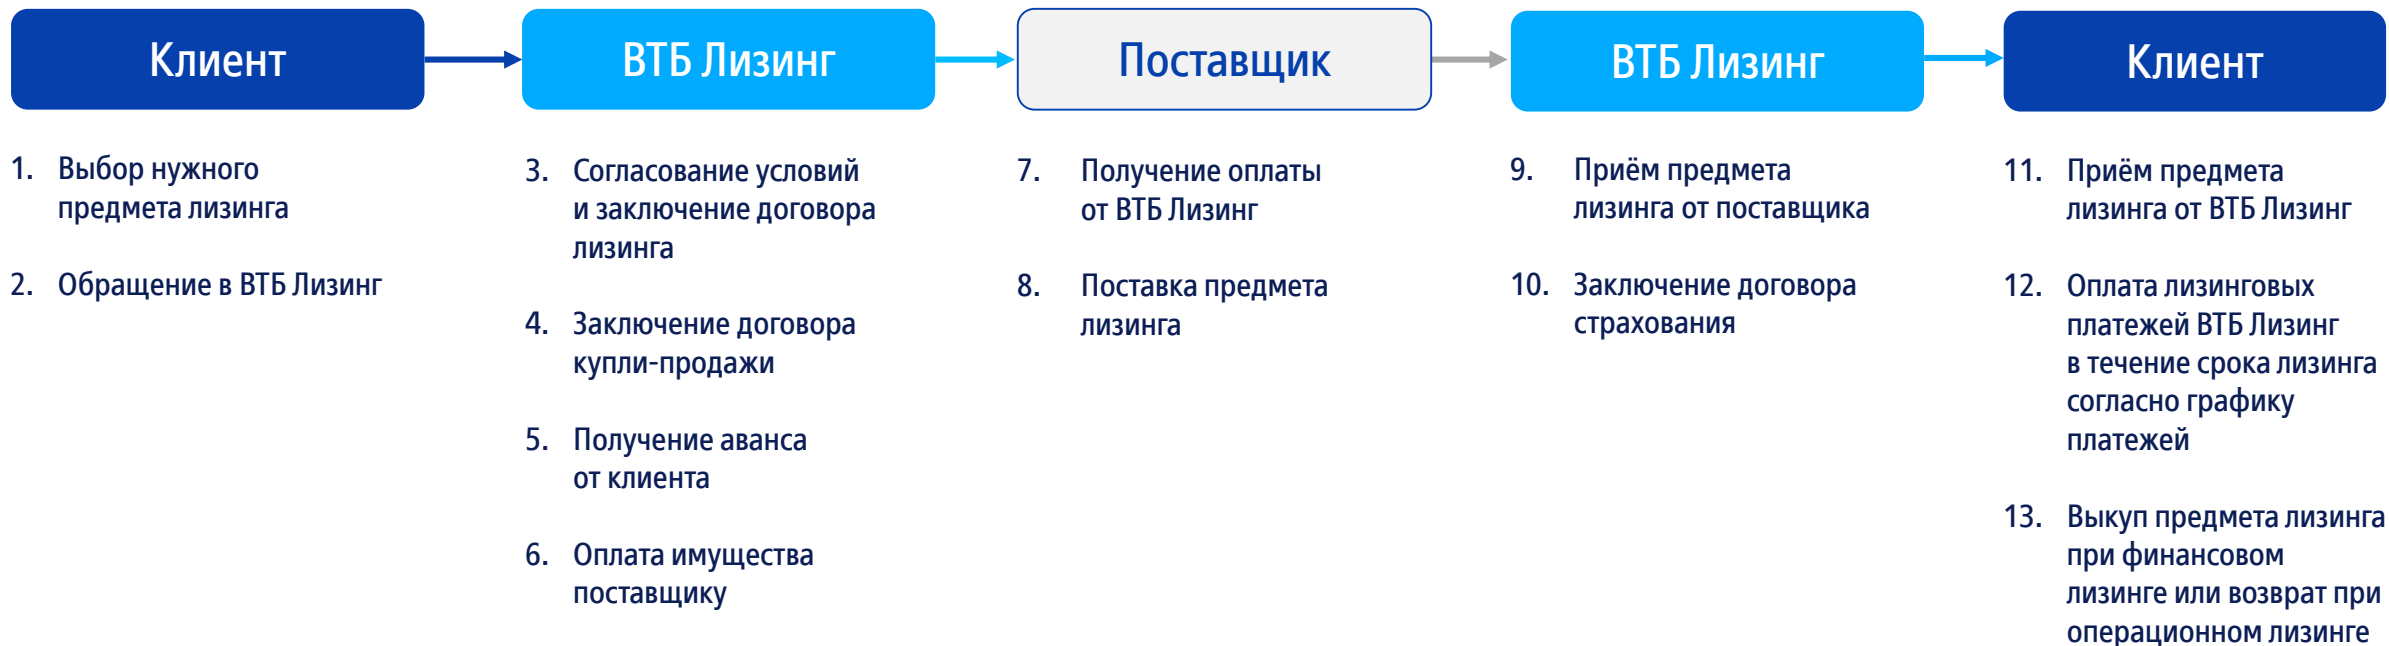 Клиент
ВТБ Лизинг
Поставщик
ВТБ Лизинг
Клиент
1. Выбор нужного
предмета лизинга
2. Обращение в ВТБ Лизинг
3. Согласование условий
и заключение договора
лизинга
4. Заключение договора
купли-продажи
5. Получение аванса
от клиента
6. Оплата имущества
поставщику
7. Получение оплаты
от ВТБ Лизинг
8. Поставка предмета
лизинга
9. Приём предмета
лизинга от поставщика
10. Заключение договора
страхования
11. Приём предмета
лизинга от ВТБ Лизинг
12. Оплата лизинговых
платежей ВТБ Лизинг
в течение срока лизинга
согласно графику
платежей
13. Выкуп предмета лизинга
при финансовом
лизинге или возврат при
операционном лизинге